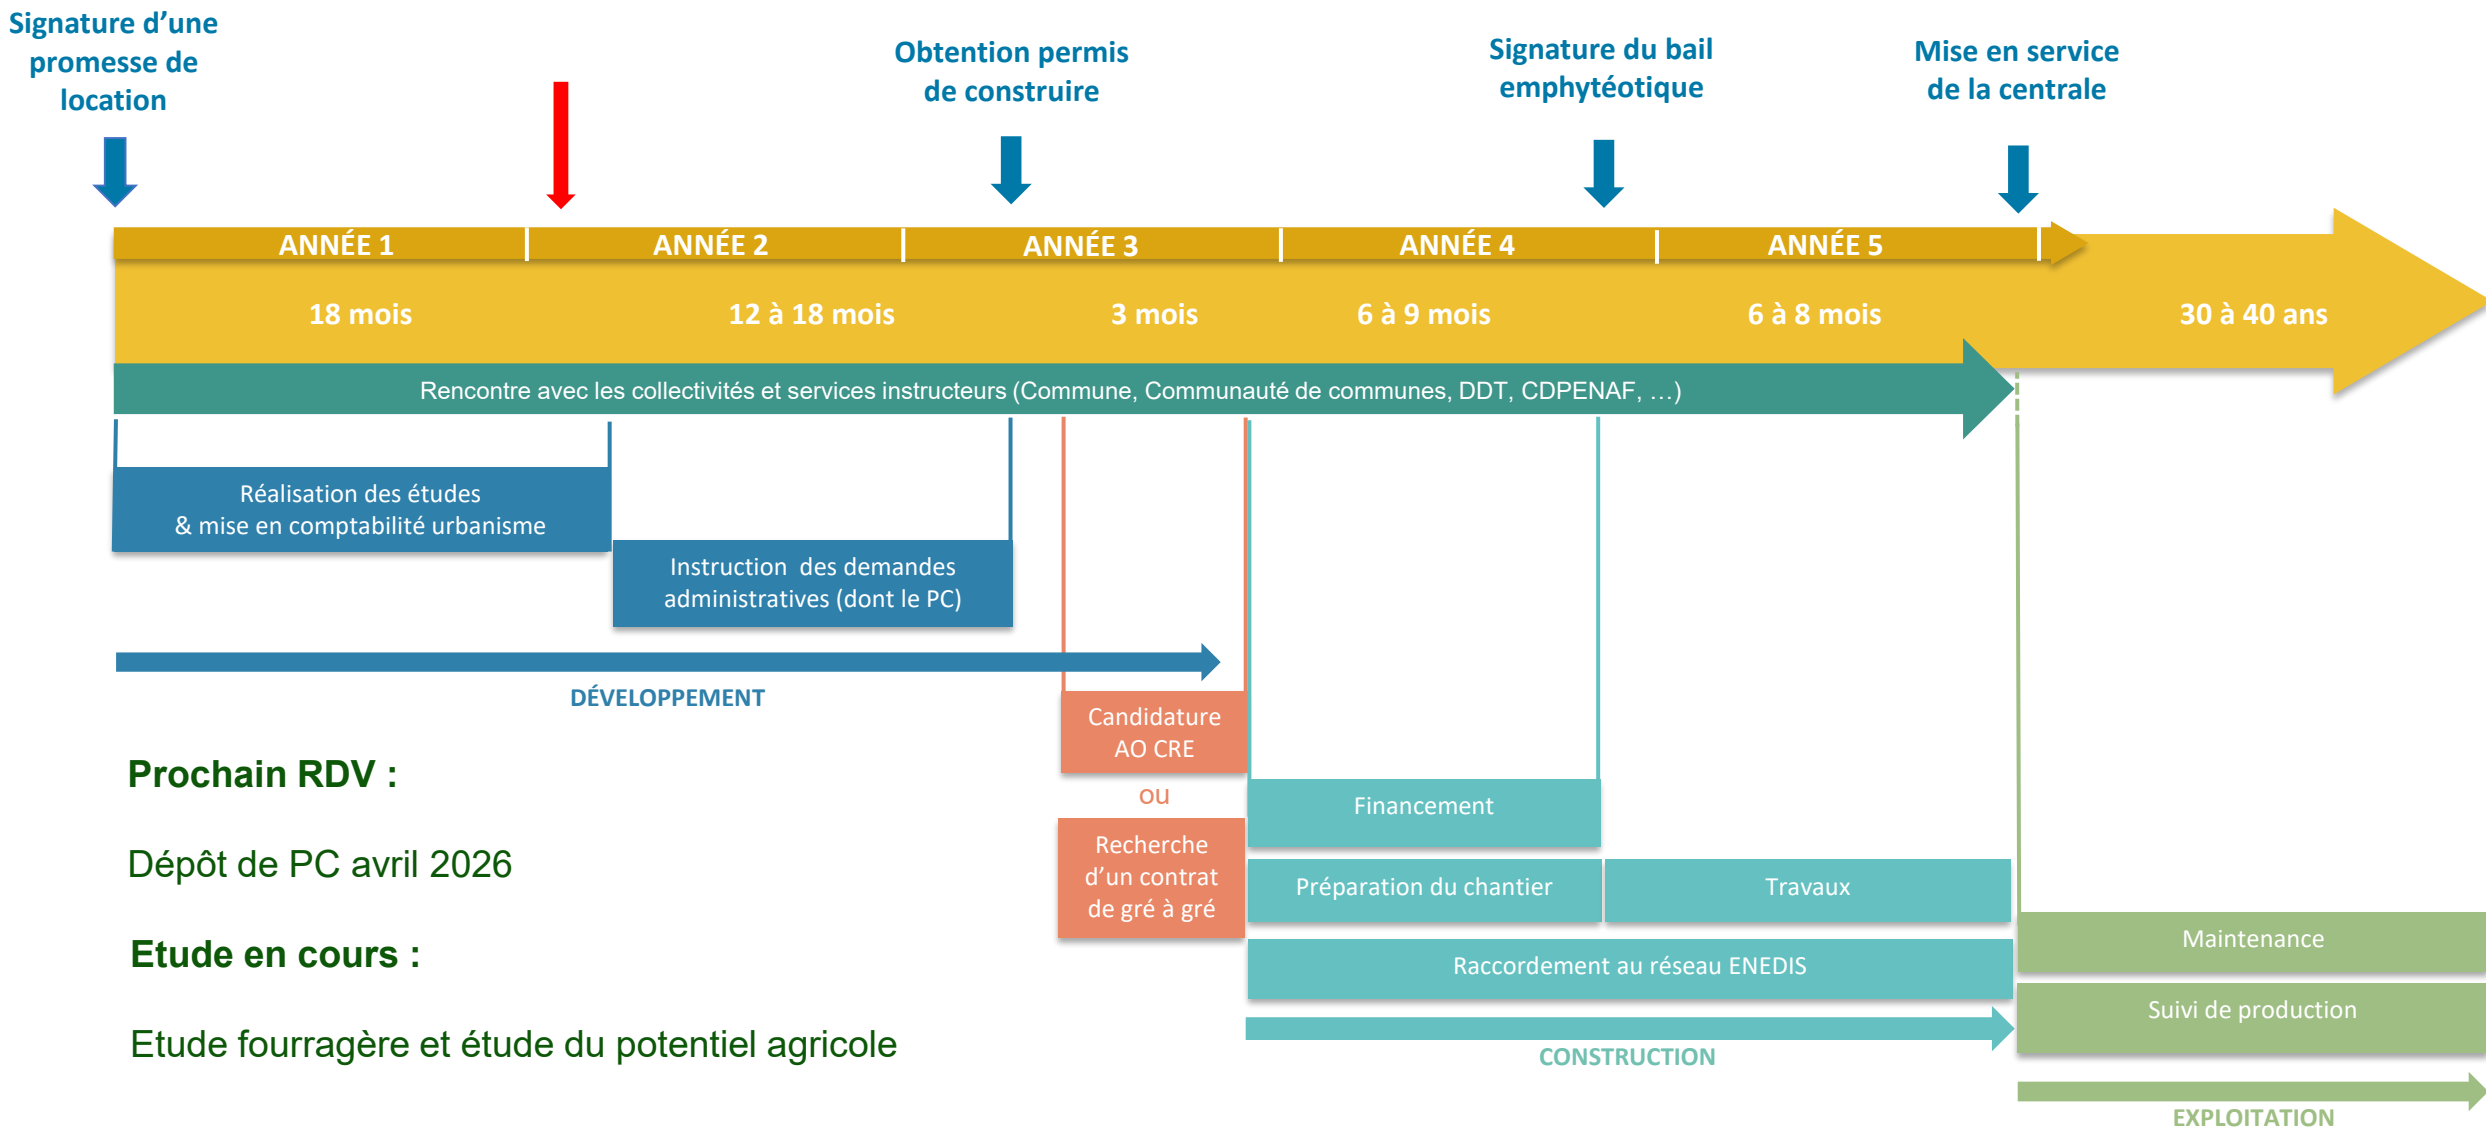 Signature d’une
promesse de
location
Obtention permis
de construire
Signature du bail
emphytéotique
Mise en service
de la centrale
ANNÉE 1
ANNÉE 2
ANNÉE 3
ANNÉE 4
ANNÉE 5
18 mois
12 à 18 mois
3 mois
6 à 9 mois
6 à 8 mois
30 à 40 ans
Rencontre avec les collectivités et services instructeurs (Commune, Communauté de communes, DDT, CDPENAF, …)
Réalisation des études
& mise en comptabilité urbanisme
Instruction des demandes
administratives (dont le PC)
DÉVELOPPEMENT
Candidature
AO CRE
ou
Recherche
d’un contrat
de gré à gré
Financement
Préparation du chantier
Travaux
Raccordement au réseau ENEDIS
CONSTRUCTION
Maintenance
Suivi de production
EXPLOITATION
Prochain RDV :
Dépôt de PC avril 2026
Etude en cours :
Etude fourragère et étude du potentiel agricole